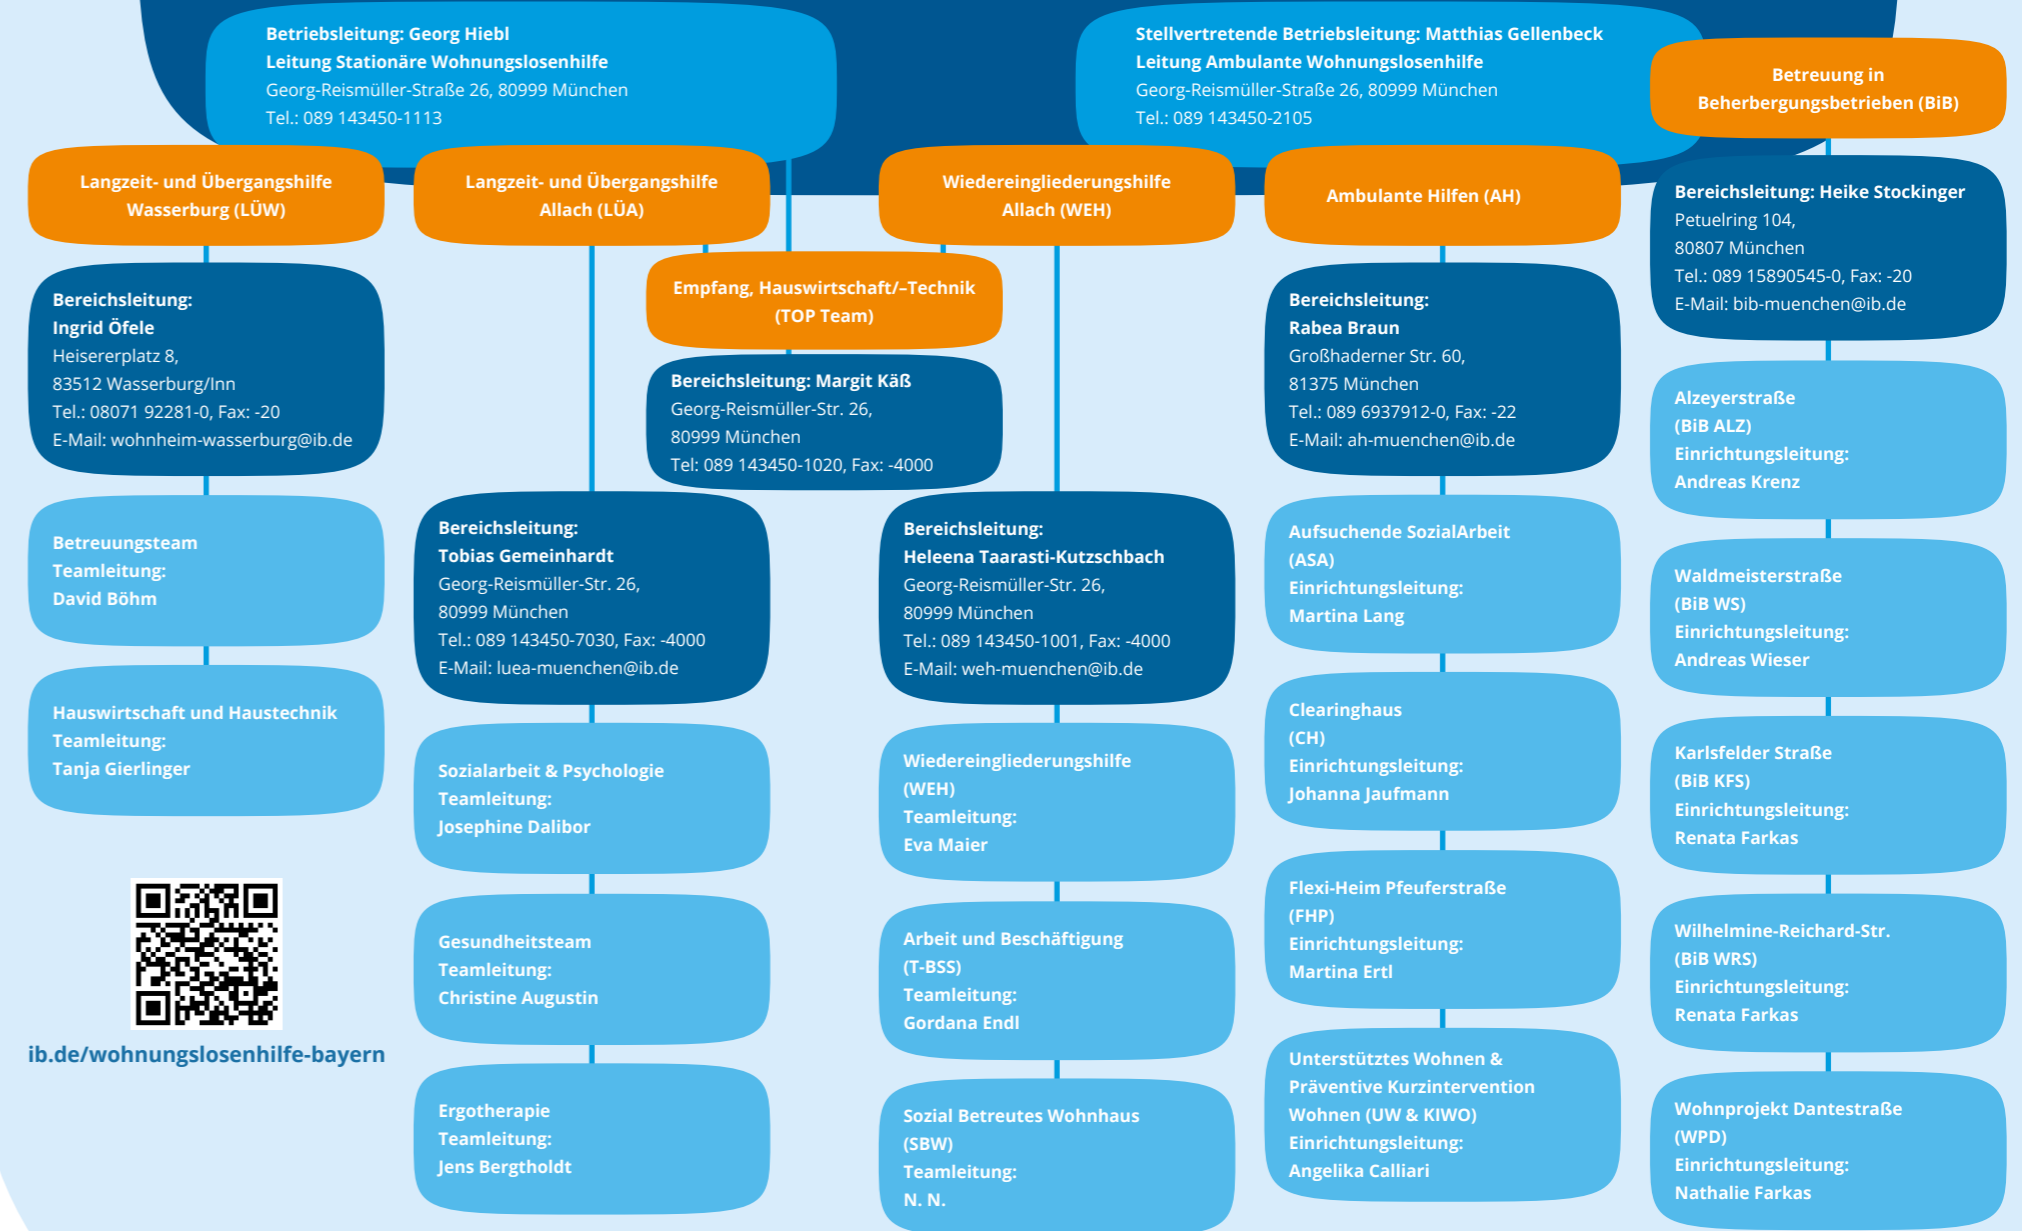 Betriebsleitung: Georg Hiebl
Leitung Stationäre Wohnungslosenhilfe
Georg-Reismüller-Straße 26, 80999 München
Tel.: 089 143450-1113
Stellvertretende Betriebsleitung: Matthias Gellenbeck
Leitung Ambulante Wohnungslosenhilfe
Georg-Reismüller-Straße 26, 80999 München
Tel.: 089 143450-2105
Langzeit- und Übergangshilfe
Wasserburg (LÜW)
Bereichsleitung:
Ingrid Öfele
Heisererplatz 8,
83512 Wasserburg/Inn
Tel.: 08071 92281-0, Fax: -20
E-Mail: wohnheim-wasserburg@ib.de
Betreuungsteam
Teamleitung:
David Böhm
Hauswirtschaft und Haustechnik
Teamleitung:
Tanja Gierlinger
ib.de/wohnungslosenhilfe-bayern
Langzeit- und Übergangshilfe
Allach (LÜA)
Empfang, Hauswirtschaft/–Technik
(TOP Team)
Bereichsleitung: Margit Käß
Georg-Reismüller-Str. 26,
80999 München
Tel: 089 143450-1020, Fax: -4000
Bereichsleitung:
Tobias Gemeinhardt
Georg-Reismüller-Str. 26,
80999 München
Tel.: 089 143450-7030, Fax: -4000
E-Mail: luea-muenchen@ib.de
Sozialarbeit & Psychologie
Teamleitung:
Josephine Dalibor
Gesundheitsteam
Teamleitung:
Christine Augustin
Ergotherapie
Teamleitung:
Jens Bergtholdt
Wiedereingliederungshilfe
Allach (WEH)
Bereichsleitung:
Heleena Taarasti-Kutzschbach
Georg-Reismüller-Str. 26,
80999 München
Tel.: 089 143450-1001, Fax: -4000
E-Mail: weh-muenchen@ib.de
Wiedereingliederungshilfe
(WEH)
Teamleitung:
Eva Maier
Arbeit und Beschäftigung
(T-BSS)
Teamleitung:
Gordana Endl
Sozial Betreutes Wohnhaus
(SBW)
Teamleitung:
N. N.
Ambulante Hilfen (AH)
Bereichsleitung:
Rabea Braun
Großhaderner Str. 60,
81375 München
Tel.: 089 6937912-0, Fax: -22
E-Mail: ah-muenchen@ib.de
Aufsuchende SozialArbeit
(ASA)
Einrichtungsleitung:
Martina Lang
Clearinghaus
(CH)
Einrichtungsleitung:
Johanna Jaufmann
Flexi-Heim Pfeuferstraße
(FHP)
Einrichtungsleitung:
Martina Ertl
Unterstütztes Wohnen &
Präventive Kurzintervention
Wohnen (UW & KIWO)
Einrichtungsleitung:
Angelika Calliari
Betreuung in
Beherbergungsbetrieben (BiB)
Bereichsleitung: Heike Stockinger
Petuelring 104,
80807 München
Tel.: 089 15890545-0, Fax: -20
E-Mail: bib-muenchen@ib.de
Alzeyerstraße
(BiB ALZ)
Einrichtungsleitung:
Andreas Krenz
Waldmeisterstraße
(BiB WS)
Einrichtungsleitung:
Andreas Wieser
Karlsfelder Straße
(BiB KFS)
Einrichtungsleitung:
Renata Farkas
Wilhelmine-Reichard-Str.
(BiB WRS)
Einrichtungsleitung:
Renata Farkas
Wohnprojekt Dantestraße
(WPD)
Einrichtungsleitung:
Nathalie Farkas